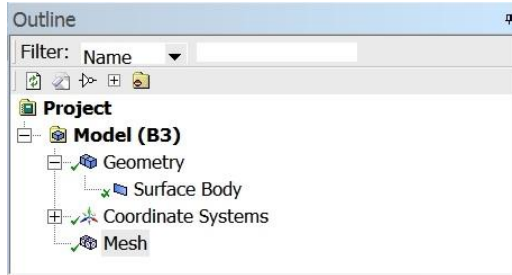 Outline
Filter: Name
Project
Model (B3)
Geometry
Surface Body
Coordinate Systems
Mesh